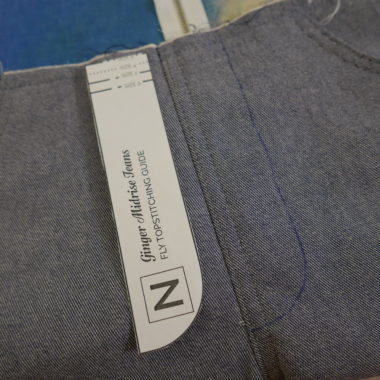 Ginger Midrise Jeans
FLY TOPSTITCHING GUIDE
N